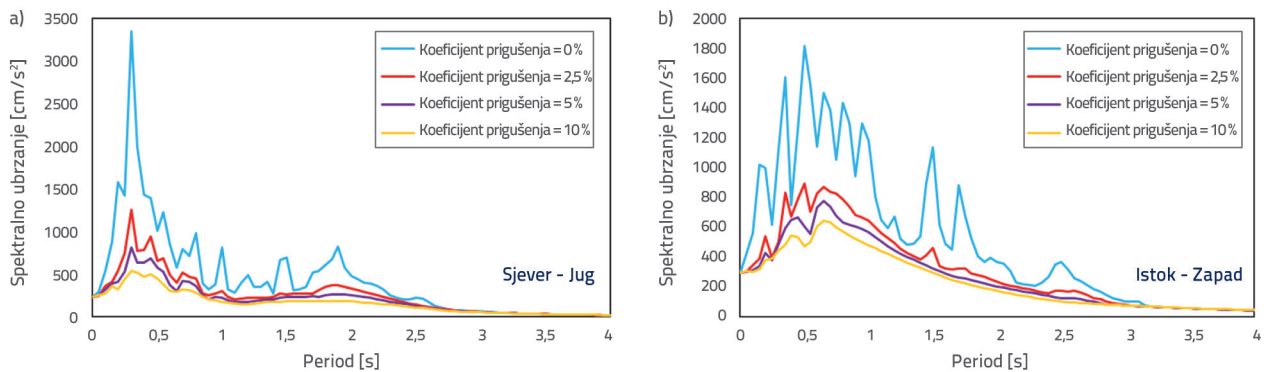 a)
Spektralno ubrzanje [cm/s²]
3500
3000
2500
2000
1500
1000
500
0
0 0,5 1 1,5 2 2,5 3 3,5 4
Period [s]
Koeficijent prigušenja = 0 %
Koeficijent prigušenja = 2,5 %
Koeficijent prigušenja = 5 %
Koeficijent prigušenja = 10 %
Sjever - Jug
b)
Spektralno ubrzanje [cm/s²]
2000
1800
1600
1400
1200
1000
800
600
400
200
0
0 0,5 1 1,5 2 2,5 3 3,5 4
Period [s]
Koeficijent prigušenja = 0 %
Koeficijent prigušenja = 2,5 %
Koeficijent prigušenja = 5 %
Koeficijent prigušenja = 10 %
Istok - Zapad